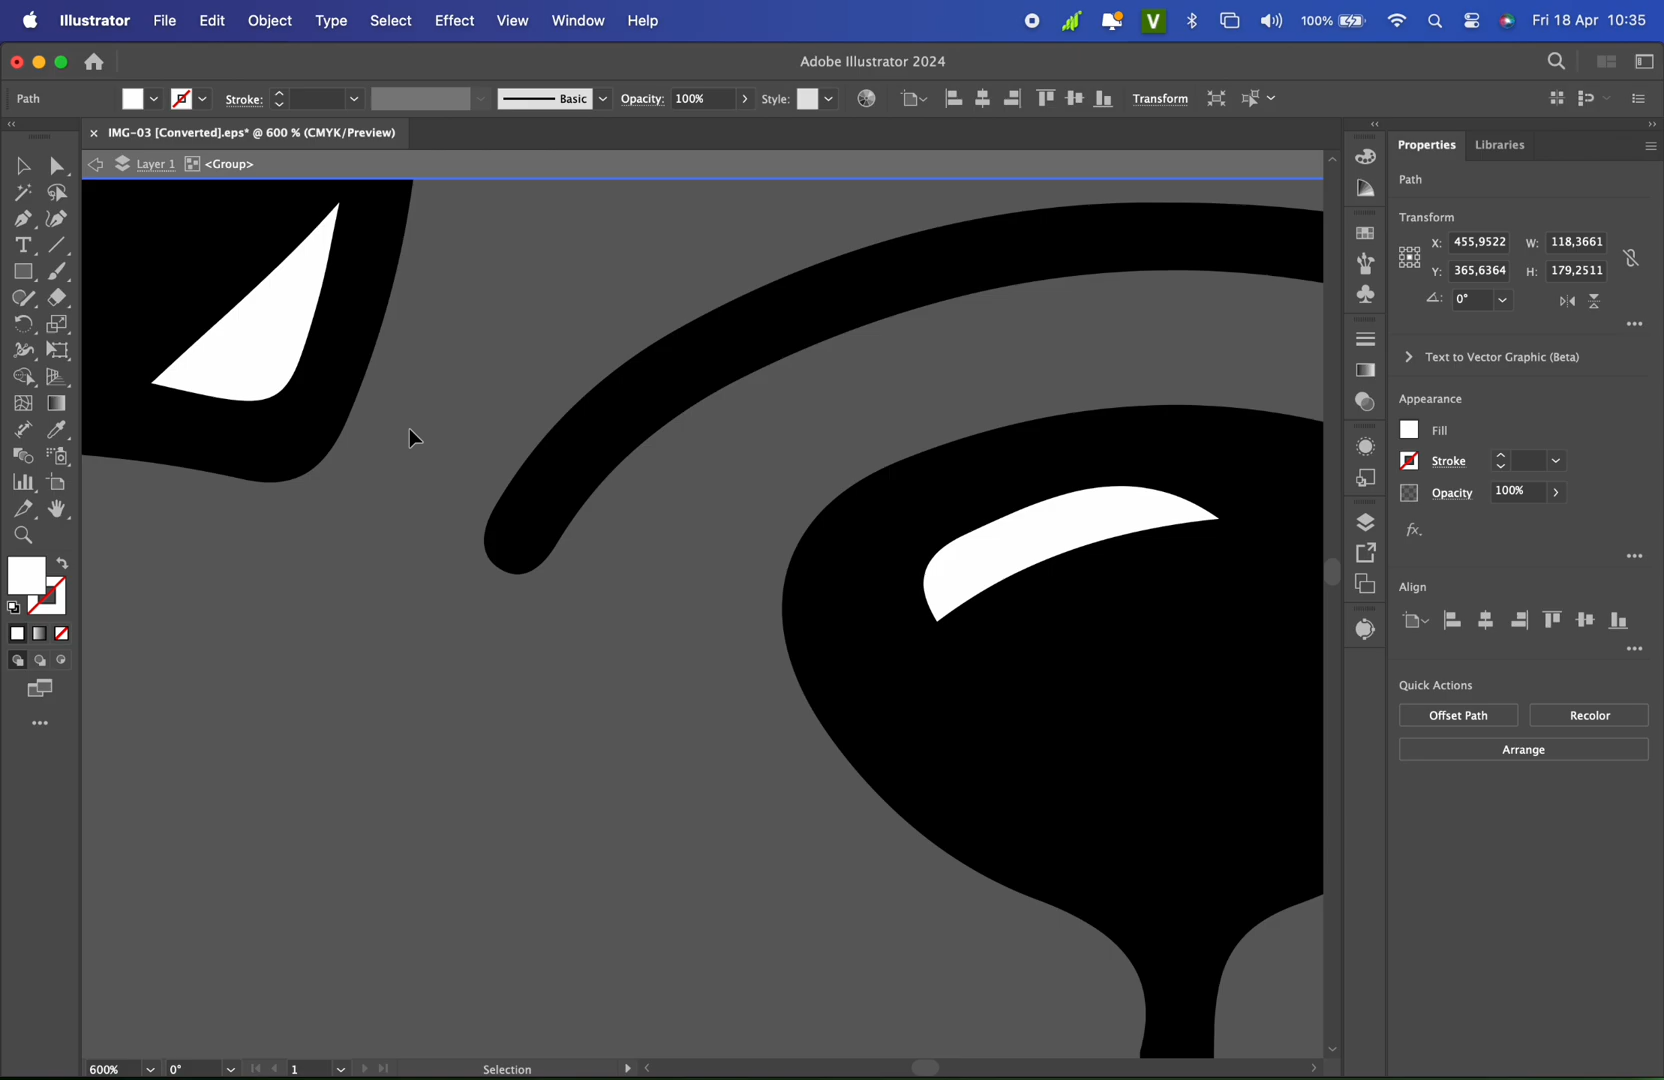 Illustrator File Edit Object Type Select Effect View Window Help V 100% Fri 18 Apr 10:35
Adobe Illustrator 2024
Path Stroke: Basic Opacity: 100% Style: Transform
IMG-03 [Converted].eps* @ 600 % (CMYK/Preview)
Layer 1 <Group>
Properties Libraries
Path
Transform
X: 455,9522 W: 118,3661
Y: 365,6364 H: 179,2511
0°
Text to Vector Graphic (Beta)
Appearance
Fill
Stroke
Opacity 100%
fx.
Align
Quick Actions
Offset Path Recolor
Arrange
600% 0° 1 Selection